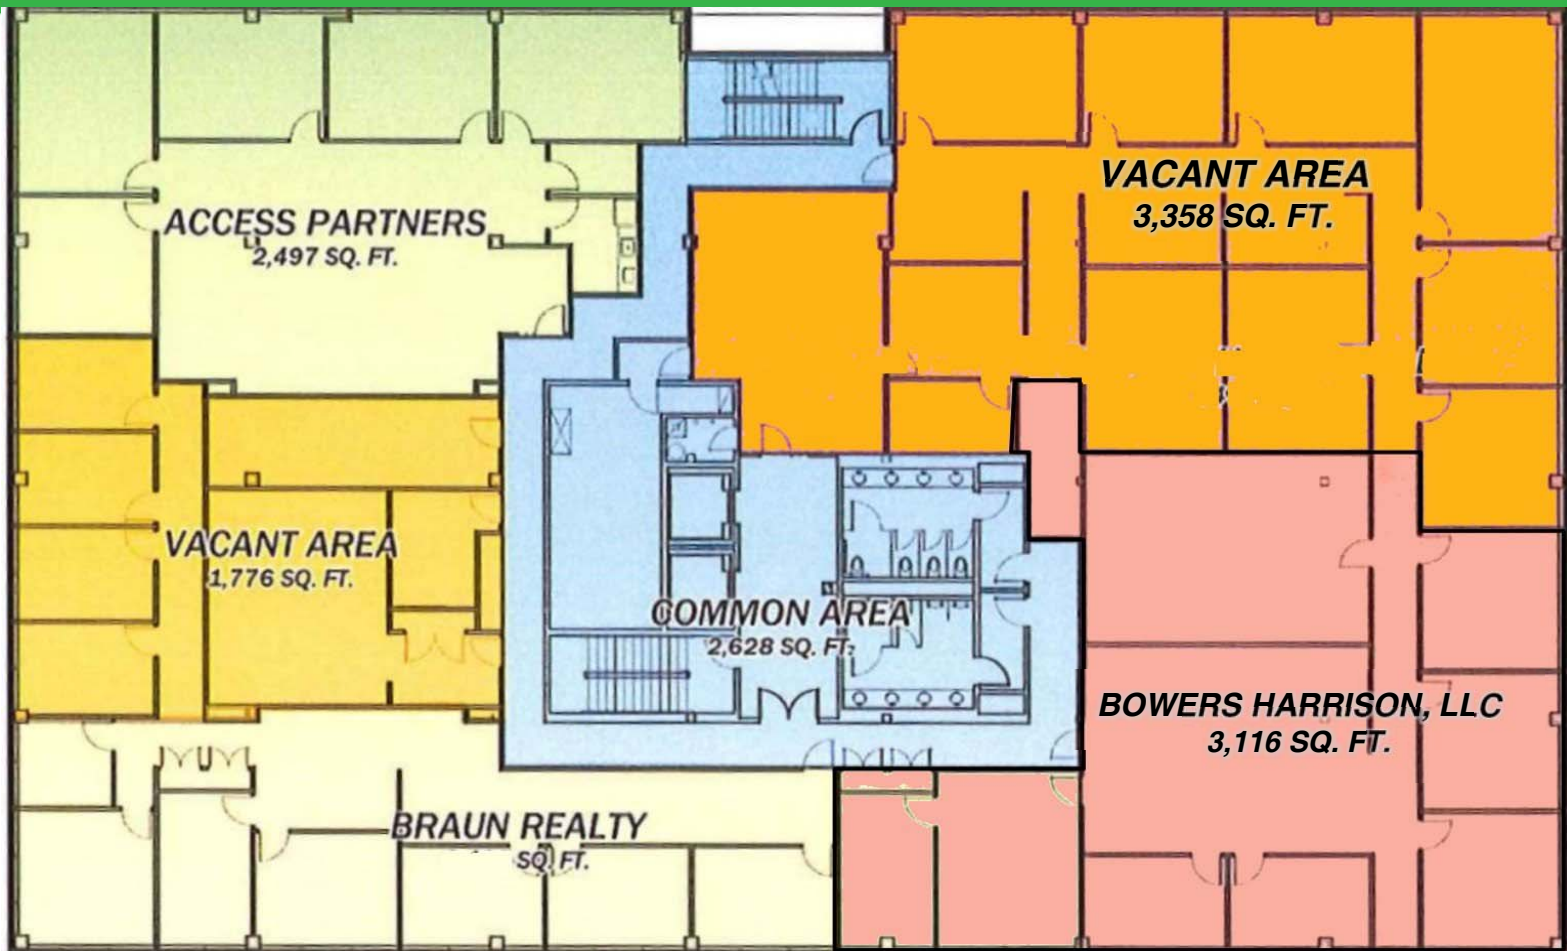 VACANT AREA
3,358 SQ. FT.
ACCESS PARTNERS
2,497 SQ. FT.
VACANT AREA
1,776 SQ. FT.
COMMON AREA
2,628 SQ. FT.
BOWERS HARRISON, LLC
3,116 SQ. FT.
BRAUN REALTY
SQ. FT.